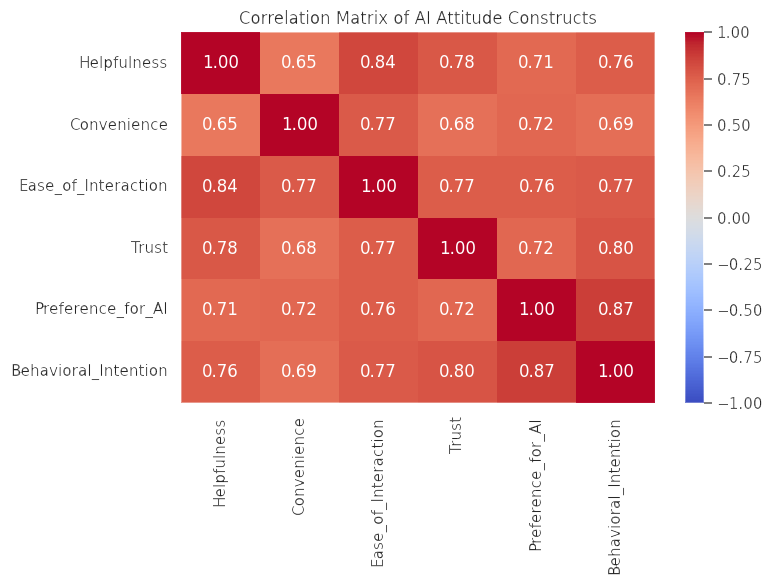 Correlation Matrix of AI Attitude Constructs
Helpfulness 1.00 0.65 0.84 0.78 0.71 0.76
Convenience 0.65 1.00 0.77 0.68 0.72 0.69
Ease_of_Interaction 0.84 0.77 1.00 0.77 0.76 0.77
Trust 0.78 0.68 0.77 1.00 0.72 0.80
Preference_for_AI 0.71 0.72 0.76 0.72 1.00 0.87
Behavioral_Intention 0.76 0.69 0.77 0.80 0.87 1.00
Helpfulness
Convenience
Ease_of_Interaction
Trust
Preference_for_AI
Behavioral_Intention
1.00
0.75
0.50
0.25
0.00
−0.25
−0.50
−0.75
−1.00